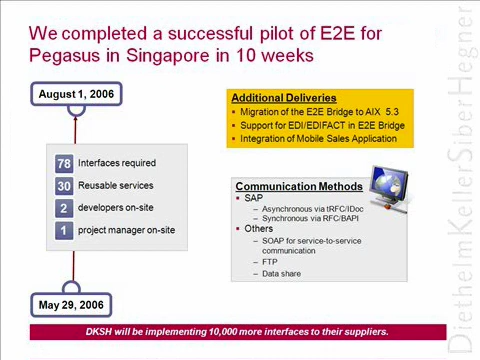 We completed a successful pilot of E2E for
Pegasus in Singapore in 10 weeks
August 1, 2006
78 Interfaces required
30 Reusable services
2 developers on-site
1 project manager on-site
May 29, 2006
Additional Deliveries
• Migration of the E2E Bridge to AIX 5.3
• Support for EDI/EDIFACT in E2E Bridge
• Integration of Mobile Sales Application
Communication Methods
• SAP
– Asynchronous via tRFC/IDoc
– Synchronous via RFC/BAPI
• Others
– SOAP for service-to-service
communication
– FTP
– Data share
DKSH will be implementing 10,000 more interfaces to their suppliers.
DiethelmKellerSiberHegner